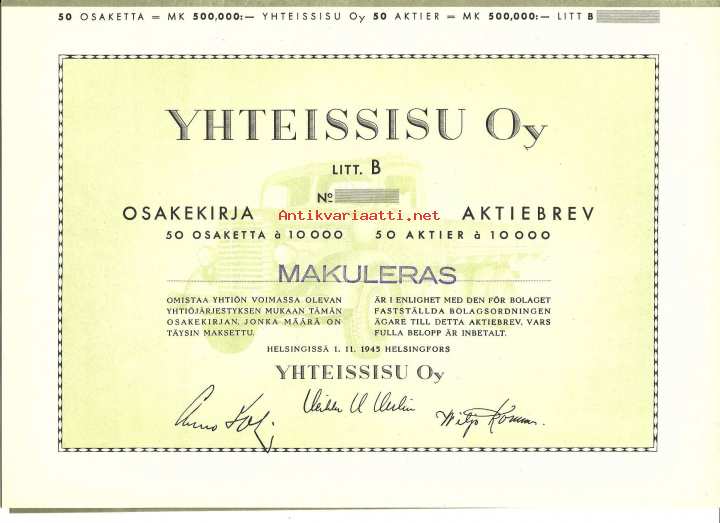 50 OSAKETTA = MK 500,000:— YHTEISSISU Oy 50 AKTIER = MK 500,000:— LITT B
YHTEISSISU Oy
LITT. B
Nº
Antikvariaatti.net
OSAKEKIRJA AKTIEBREV
50 OSAKETTA à 10 000 50 AKTIER à 10 000
MAKULERAS
OMISTAA YHTIÖN VOIMASSA OLEVAN
YHTIÖJÄRJESTYKSEN MUKAAN TÄMÄN
OSAKEKIRJAN, JONKA MÄÄRÄ ON
TÄYSIN MAKSETTU.
ÄR I ENLIGHET MED DEN FÖR BOLAGET
FASTSTÄLLDA BOLAGSORDNINGEN
ÄGARE TILL DETTA AKTIEBREV, VARS
FULLA BELOPP ÄR INBETALT.
HELSINGISSÄ 1. 11. 1945 HELSINGFORS
YHTEISSISU Oy